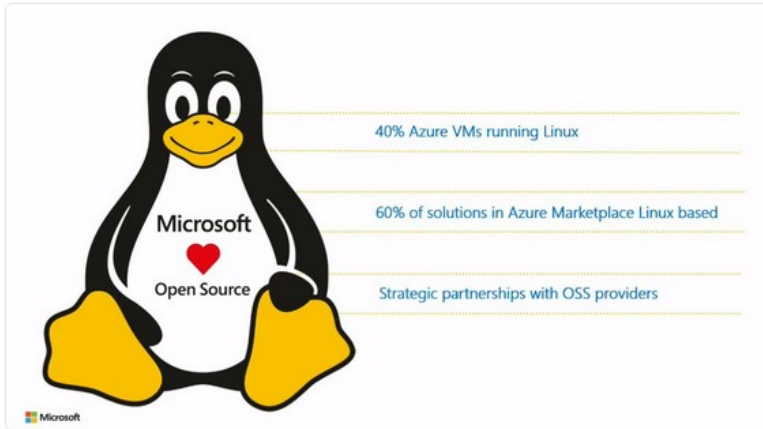 Microsoft
Open Source
40% Azure VMs running Linux
60% of solutions in Azure Marketplace Linux based
Strategic partnerships with OSS providers
Microsoft